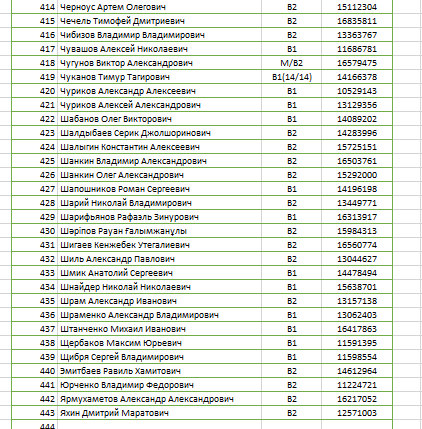 414 Черноус Артем Олегович В2 15112304
415 Чечель Тимофей Дмитриевич В2 16835811
416 Чибизов Владимир Владимирович В2 13363767
417 Чувашов Алексей Николаевич В1 11686781
418 Чугунов Виктор Александрович М/В2 16579475
419 Чуканов Тимур Тагирович В1(14/14) 14166378
420 Чуриков Александр Алексеевич В1 10529143
421 Чуриков Алексей Александрович В1 13129356
422 Шабанов Олег Викторович В1 14089202
423 Шалдыбаев Серик Джолшоринович В2 14283996
424 Шалыгин Константин Алексеевич В2 15725151
425 Шанкин Владимир Александрович В2 16503761
426 Шанкин Олег Александрович В2 15292000
427 Шапошников Роман Сергеевич В1 14196198
428 Шарий Николай Владимирович В2 13449771
429 Шарифьянов Рафаэль Зинурович В1 16313917
430 Шәріпов Рауан Ғалымжанұлы В2 15984313
431 Шигаев Кенжебек Утегалиевич В2 16560774
432 Шиль Александр Павлович В2 13044627
433 Шмик Анатолий Сергеевич В1 14478494
434 Шнайдер Николай Николаевич В1 15638701
435 Шрам Александр Иванович В2 13157138
436 Шраменко Александр Владимирович В1 13062403
437 Штанченко Михаил Иванович В1 16417863
438 Щербаков Максим Юрьевич В1 11591395
439 Щибря Сергей Владимирович В1 11598554
440 Эмитбаев Равиль Хамитович В2 14612964
441 Юрченко Владимир Федорович В2 11224721
442 Ярмухаметов Александр Александрович В2 16217052
443 Яхин Дмитрий Маратович В2 12571003
444